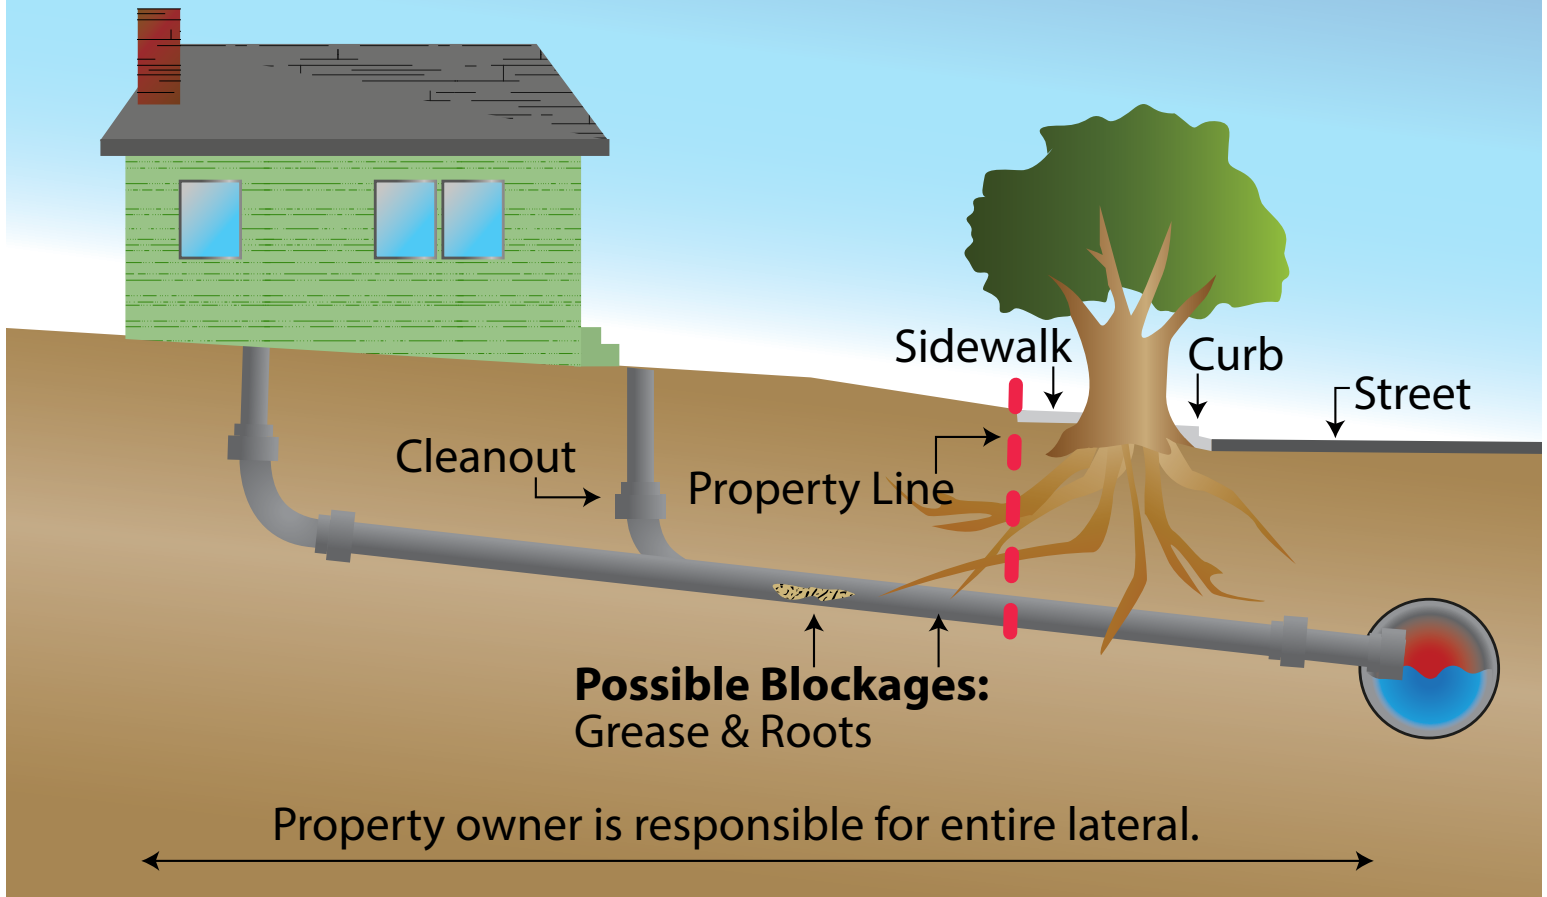 Sidewalk
Curb
Street
Cleanout
Property Line
Possible Blockages:
Grease & Roots
Property owner is responsible for entire lateral.